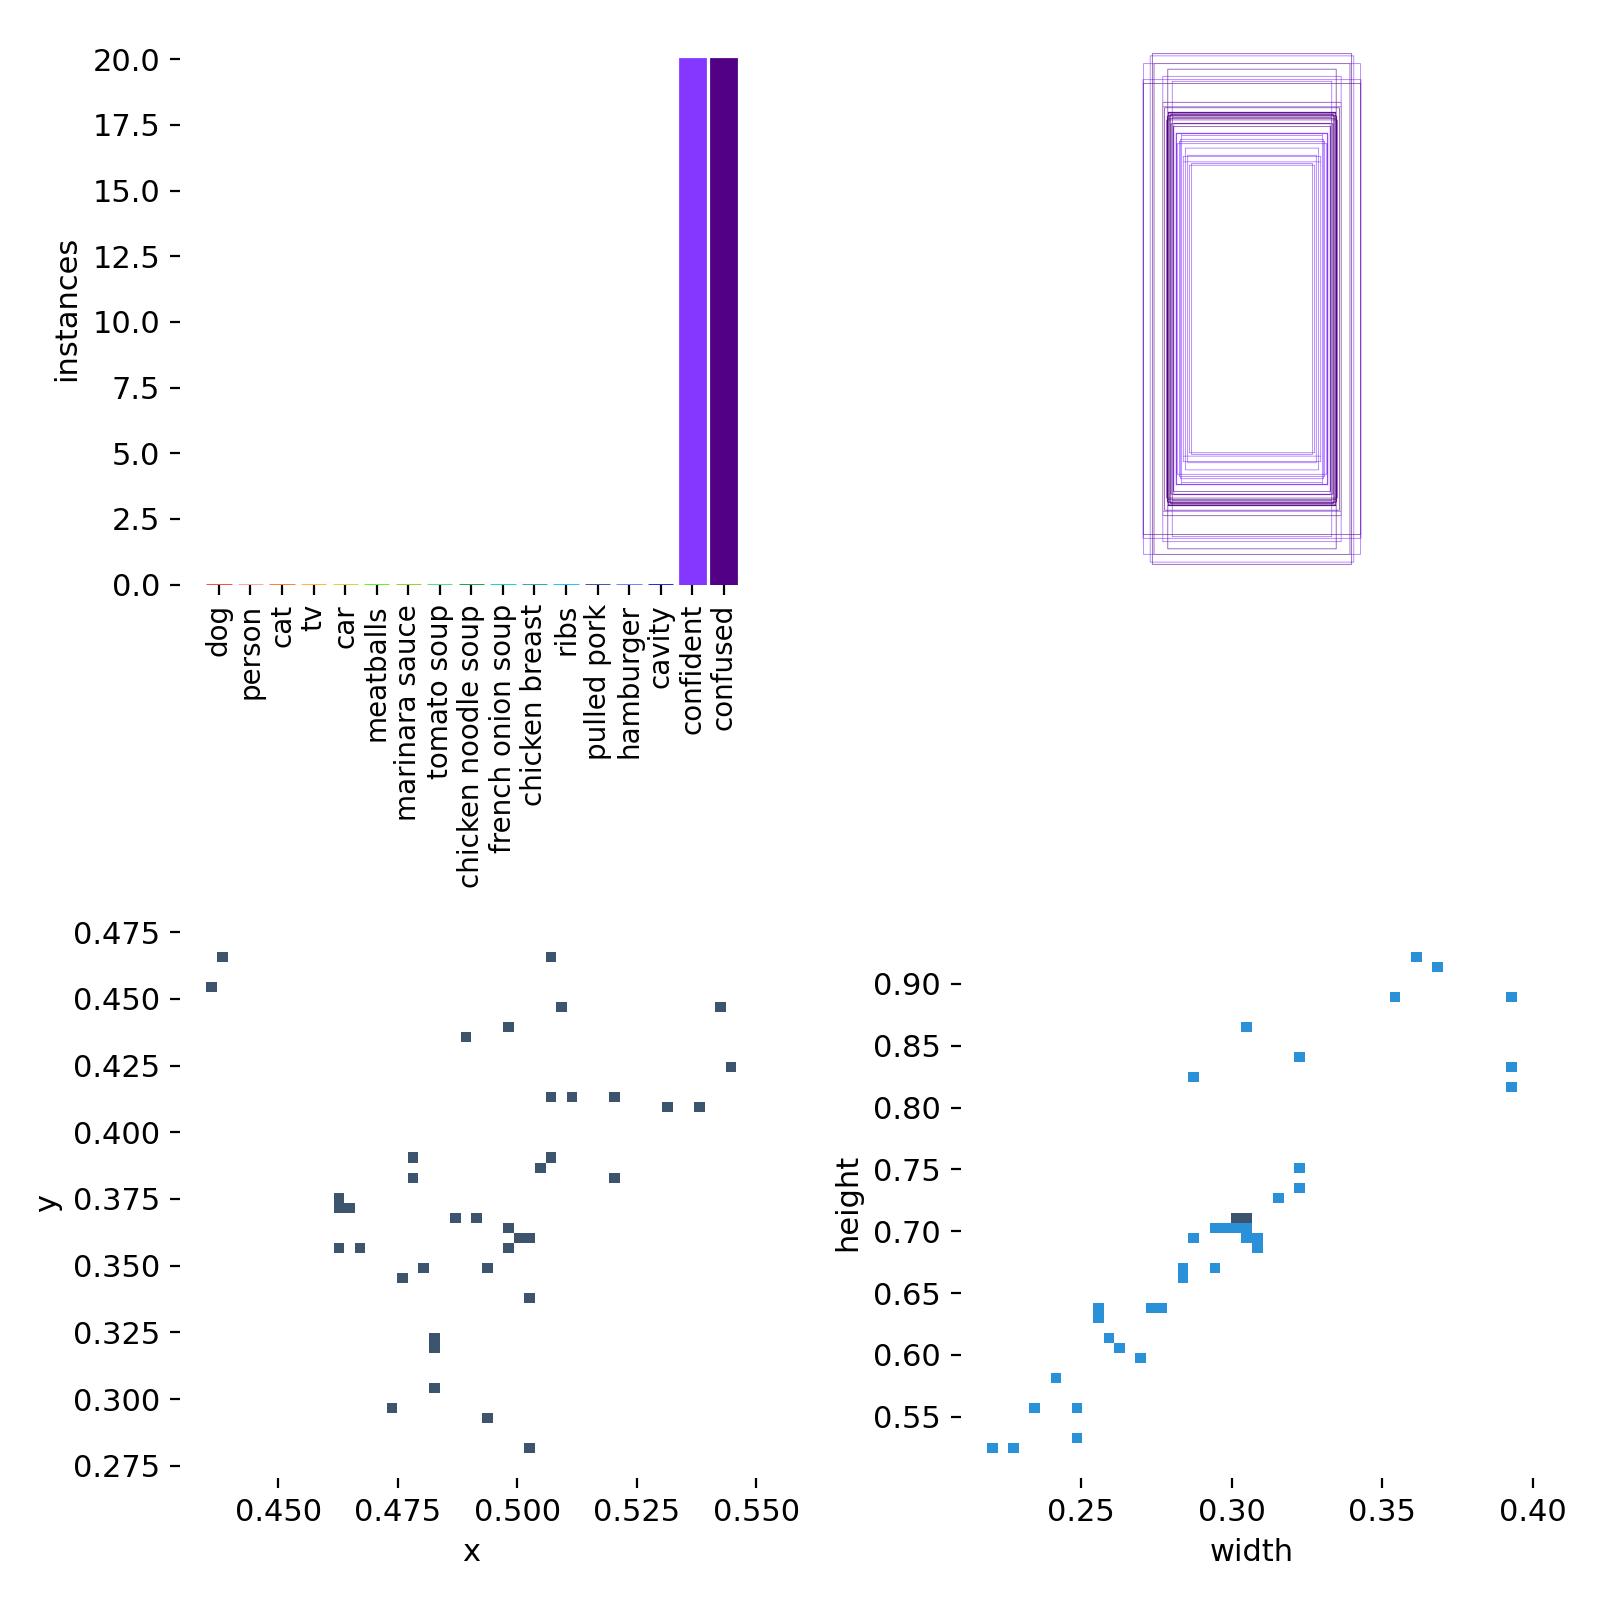 20.0
17.5
15.0
12.5
10.0
7.5
5.0
2.5
0.0
instances
dog
person
cat
tv
car
meatballs
marinara sauce
tomato soup
chicken noodle soup
french onion soup
chicken breast
ribs
pulled pork
hamburger
cavity
confident
confused
0.475
0.450
0.425
0.400
0.375
0.350
0.325
0.300
0.275
y
0.450 0.475 0.500 0.525 0.550
x
0.90
0.85
0.80
0.75
0.70
0.65
0.60
0.55
height
0.25 0.30 0.35 0.40
width